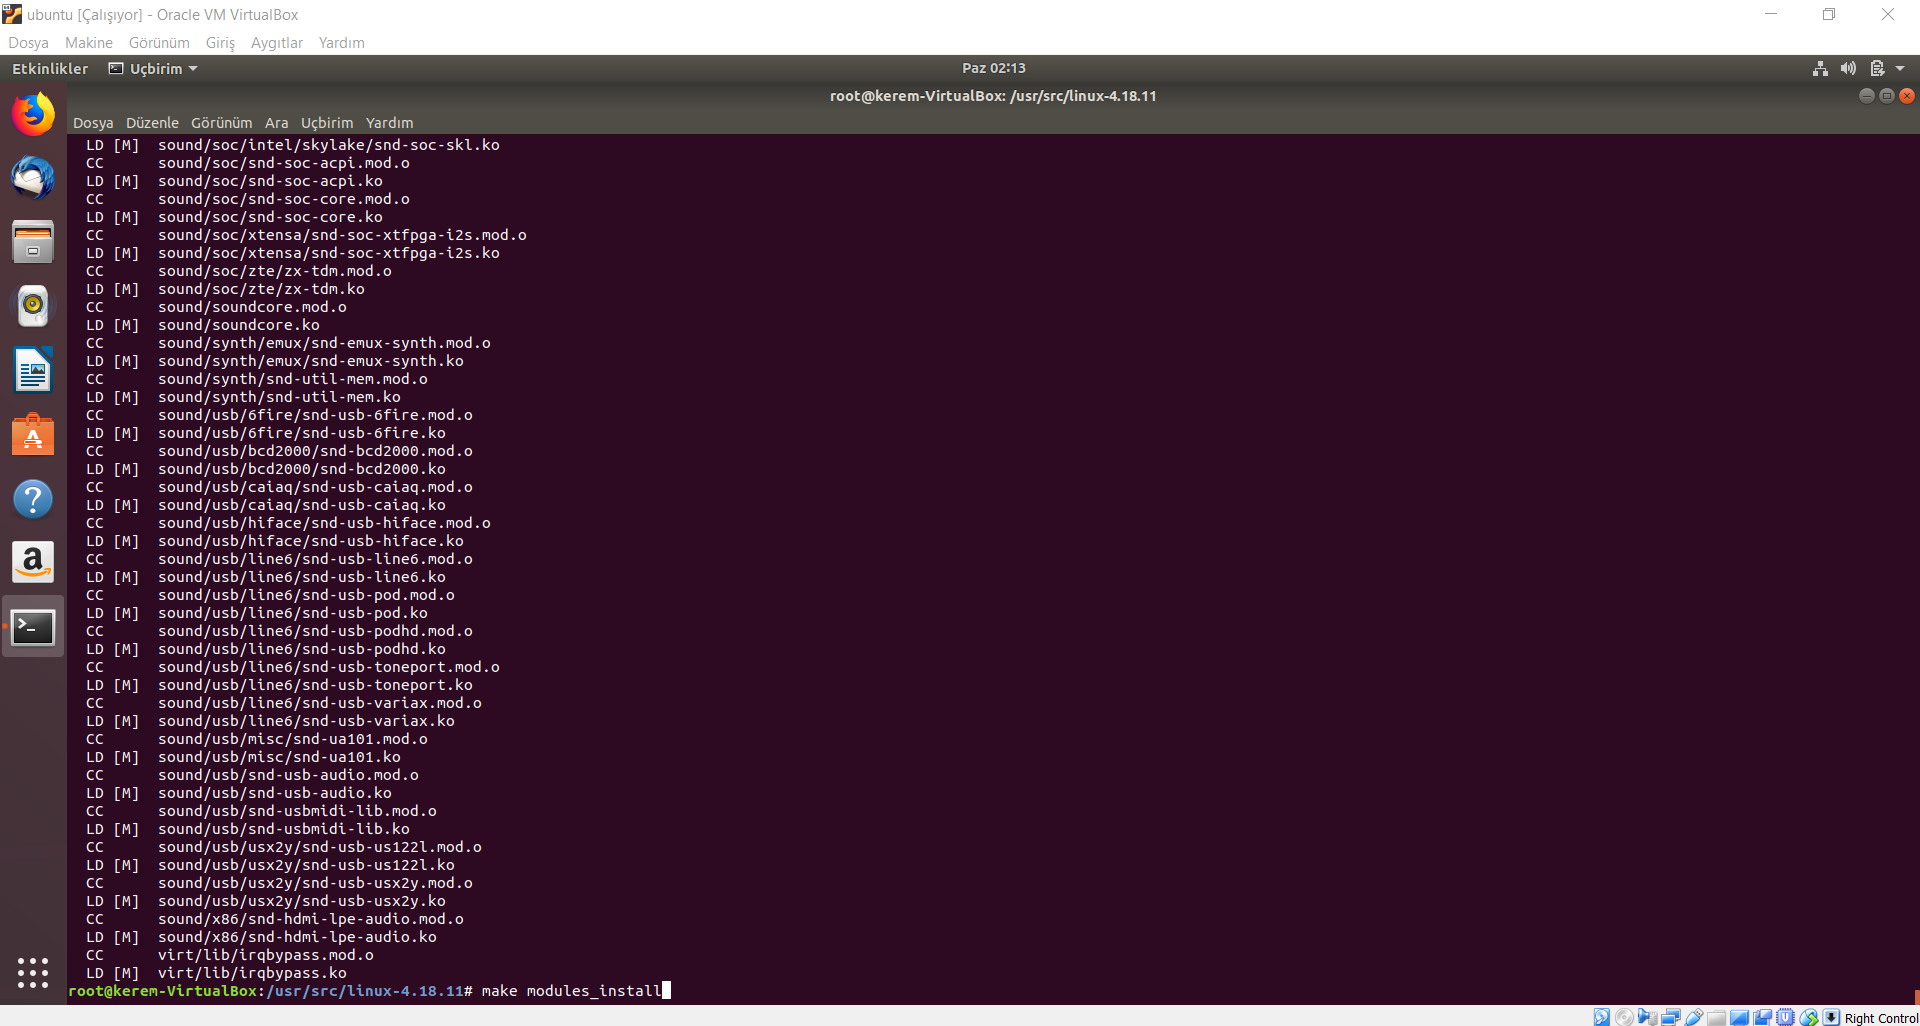 ubuntu [Çalışıyor] - Oracle VM VirtualBox
Dosya Makine Görünüm Giriş Aygıtlar Yardım
Etkinlikler Uçbirim Paz 02:13
root@kerem-VirtualBox: /usr/src/linux-4.18.11
Dosya Düzenle Görünüm Ara Uçbirim Yardım
LD [M] sound/soc/intel/skylake/snd-soc-skl.ko
CC sound/soc/snd-soc-acpi.mod.o
LD [M] sound/soc/snd-soc-acpi.ko
CC sound/soc/snd-soc-core.mod.o
LD [M] sound/soc/snd-soc-core.ko
CC sound/soc/xtensa/snd-soc-xtfpga-i2s.mod.o
LD [M] sound/soc/xtensa/snd-soc-xtfpga-i2s.ko
CC sound/soc/zte/zx-tdm.mod.o
LD [M] sound/soc/zte/zx-tdm.ko
CC sound/soundcore.mod.o
LD [M] sound/soundcore.ko
CC sound/synth/emux/snd-emux-synth.mod.o
LD [M] sound/synth/emux/snd-emux-synth.ko
CC sound/synth/snd-util-mem.mod.o
LD [M] sound/synth/snd-util-mem.ko
CC sound/usb/6fire/snd-usb-6fire.mod.o
LD [M] sound/usb/6fire/snd-usb-6fire.ko
CC sound/usb/bcd2000/snd-bcd2000.mod.o
LD [M] sound/usb/bcd2000/snd-bcd2000.ko
CC sound/usb/caiaq/snd-usb-caiaq.mod.o
LD [M] sound/usb/caiaq/snd-usb-caiaq.ko
CC sound/usb/hiface/snd-usb-hiface.mod.o
LD [M] sound/usb/hiface/snd-usb-hiface.ko
CC sound/usb/line6/snd-usb-line6.mod.o
LD [M] sound/usb/line6/snd-usb-line6.ko
CC sound/usb/line6/snd-usb-pod.mod.o
LD [M] sound/usb/line6/snd-usb-pod.ko
CC sound/usb/line6/snd-usb-podhd.mod.o
LD [M] sound/usb/line6/snd-usb-podhd.ko
CC sound/usb/line6/snd-usb-toneport.mod.o
LD [M] sound/usb/line6/snd-usb-toneport.ko
CC sound/usb/line6/snd-usb-variax.mod.o
LD [M] sound/usb/line6/snd-usb-variax.ko
CC sound/usb/misc/snd-ua101.mod.o
LD [M] sound/usb/misc/snd-ua101.ko
CC sound/usb/snd-usb-audio.mod.o
LD [M] sound/usb/snd-usb-audio.ko
CC sound/usb/snd-usbmidi-lib.mod.o
LD [M] sound/usb/snd-usbmidi-lib.ko
CC sound/usb/usx2y/snd-usb-us122l.mod.o
LD [M] sound/usb/usx2y/snd-usb-us122l.ko
CC sound/usb/usx2y/snd-usb-usx2y.mod.o
LD [M] sound/usb/usx2y/snd-usb-usx2y.ko
CC sound/x86/snd-hdmi-lpe-audio.mod.o
LD [M] sound/x86/snd-hdmi-lpe-audio.ko
CC virt/lib/irqbypass.mod.o
LD [M] virt/lib/irqbypass.ko
root@kerem-VirtualBox:/usr/src/linux-4.18.11# make modules_install
Right Control